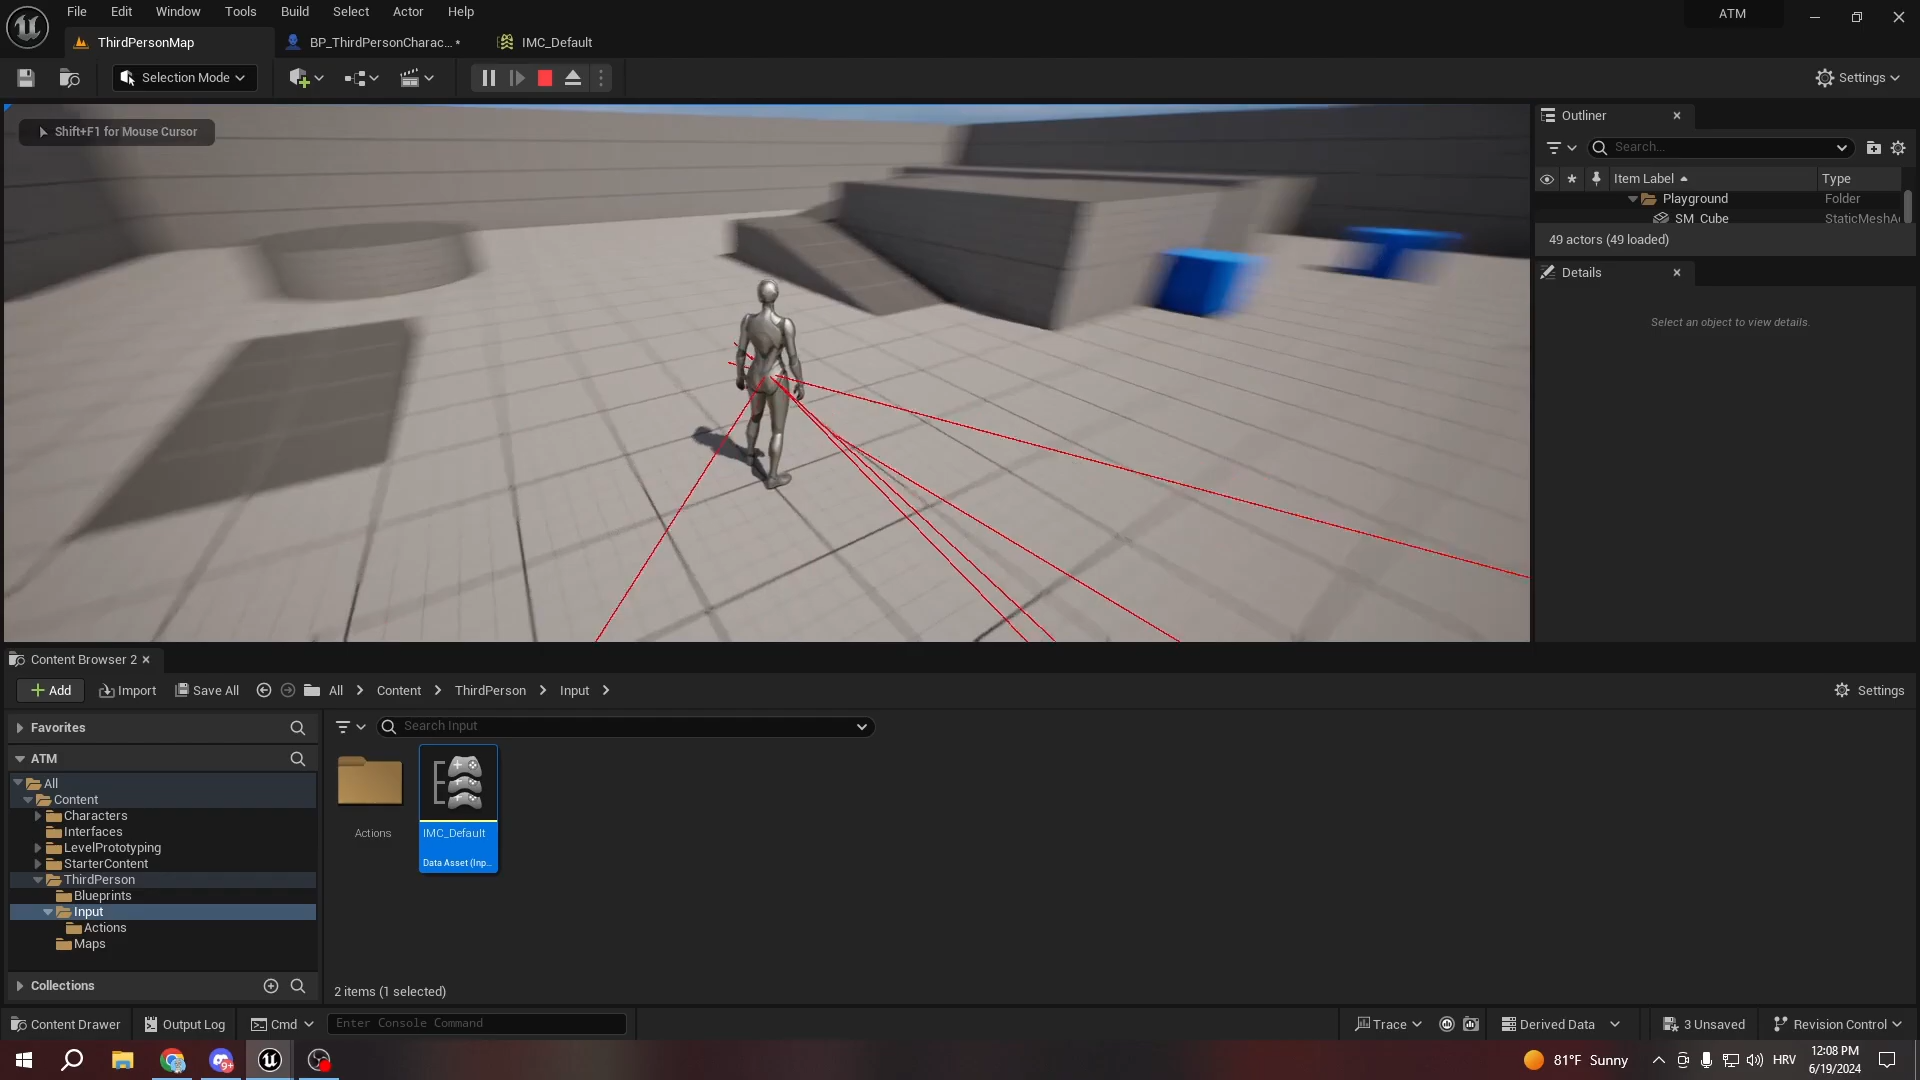 File Edit Window Tools Build Select Actor Help
ATM
ThirdPersonMap
BP_ThirdPersonCharac... *
IMC_Default
Selection Mode
Settings
Shift+F1 for Mouse Cursor
Outliner
Search...
Item Label
Type
Playground
Folder
SM_Cube
StaticMeshA
49 actors (49 loaded)
Details
Select an object to view details.
Content Browser 2
Add
Import
Save All
All
Content
ThirdPerson
Input
Settings
Favorites
Search Input
ATM
All
Content
Characters
Interfaces
LevelPrototyping
StarterContent
ThirdPerson
Blueprints
Input
Actions
Maps
Actions
IMC_Default
Data Asset (Inp...
Collections
2 items (1 selected)
Content Drawer
Output Log
Cmd
Enter Console Command
Trace
Derived Data
3 Unsaved
Revision Control
9+
81°F Sunny
HRV
12:08 PM
6/19/2024